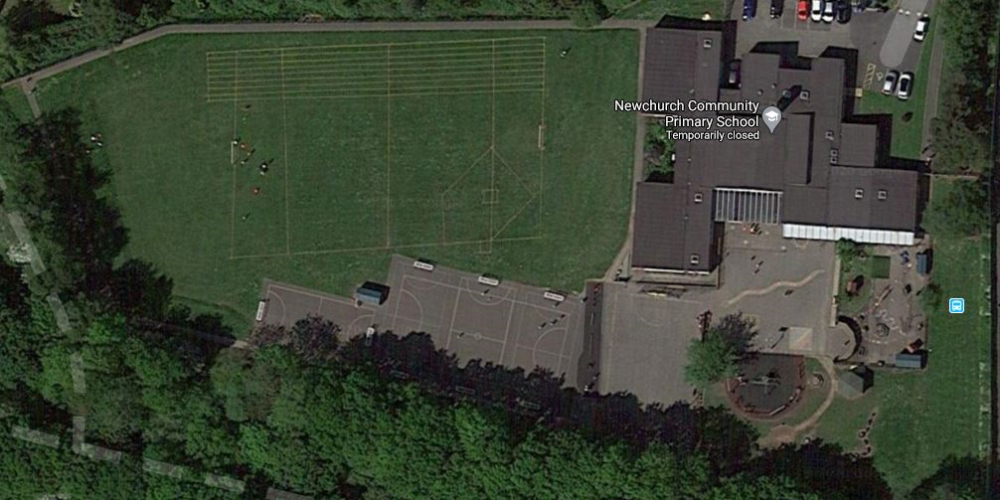 Newchurch Community
Primary School
Temporarily closed